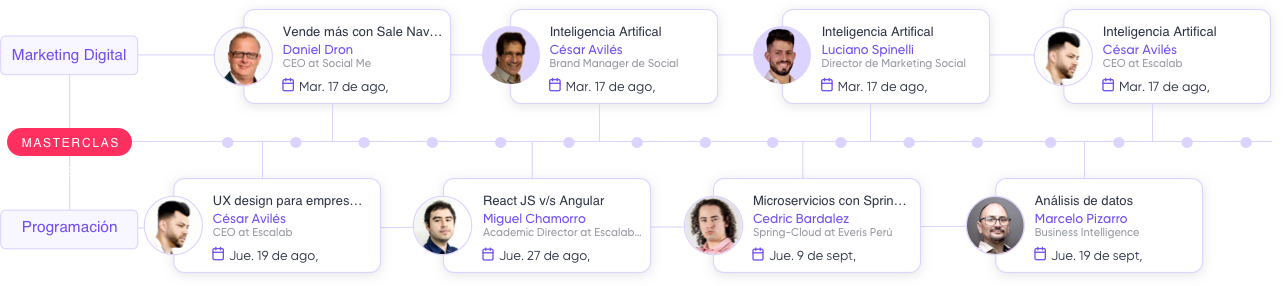 Marketing Digital
Vende más con Sale Nav...
Daniel Dron
CEO at Social Me
Mar. 17 de ago,
Inteligencia Artifical
César Avilés
Brand Manager de Social
Mar. 17 de ago,
Inteligencia Artifical
Luciano Spinelli
Director de Marketing Social
Mar. 17 de ago,
Inteligencia Artifical
César Avilés
CEO at Escalab
Mar. 17 de ago,
MASTERCLAS
Programación
UX design para empres...
César Avilés
CEO at Escalab
Jue. 19 de ago,
React JS v/s Angular
Miguel Chamorro
Academic Director at Escalab...
Jue. 27 de ago,
Microservicios con Sprin...
Cedric Bardalez
Spring-Cloud at Everis Perú
Jue. 9 de sept,
Análisis de datos
Marcelo Pizarro
Business Intelligence
Jue. 19 de sept,